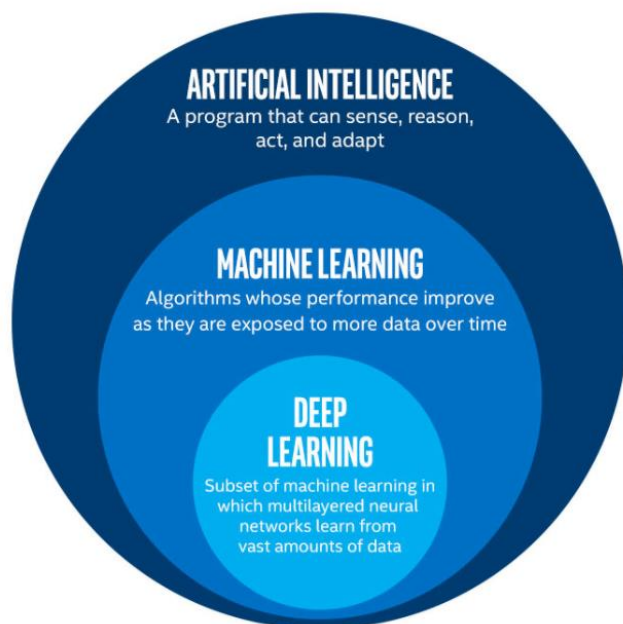 ARTIFICIAL INTELLIGENCE
A program that can sense, reason,
act, and adapt
MACHINE LEARNING
Algorithms whose performance improve
as they are exposed to more data over time
DEEP
LEARNING
Subset of machine learning in
which multilayered neural
networks learn from
vast amounts of data